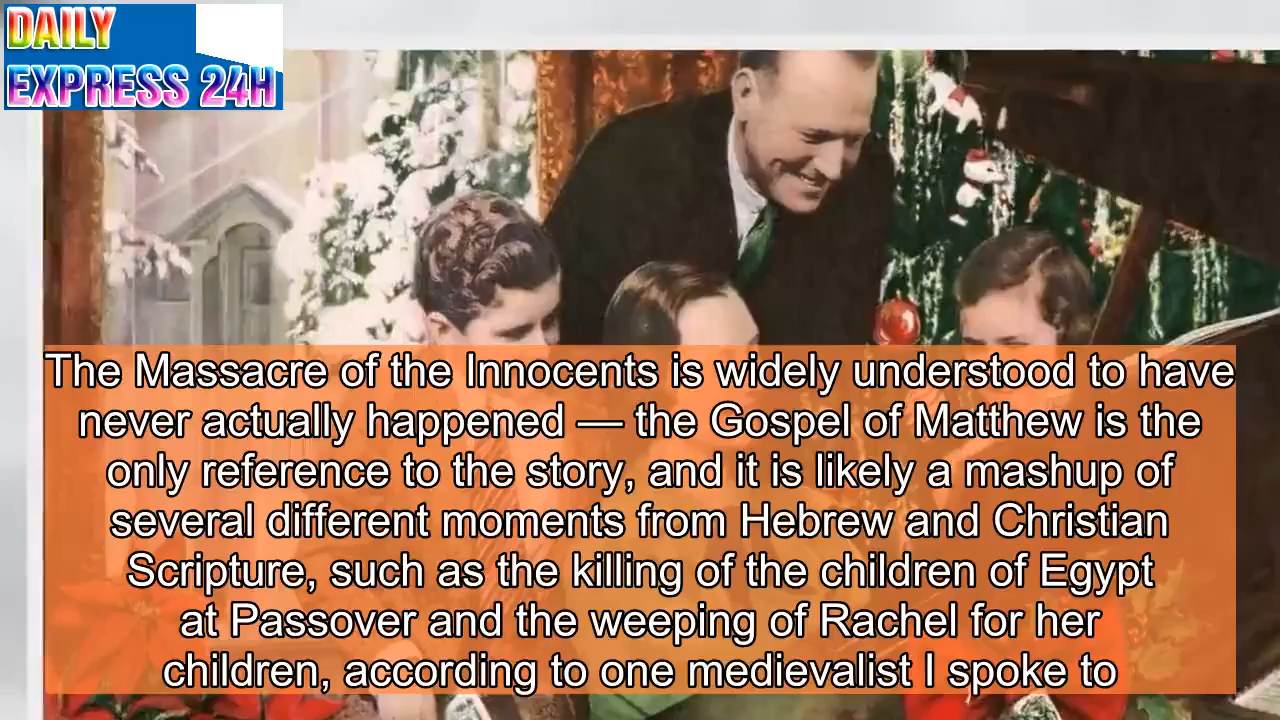 DAILY
EXPRESS 24H
The Massacre of the Innocents is widely understood to have
never actually happened — the Gospel of Matthew is the
only reference to the story, and it is likely a mashup of
several different moments from Hebrew and Christian
Scripture, such as the killing of the children of Egypt
at Passover and the weeping of Rachel for her
children, according to one medievalist I spoke to